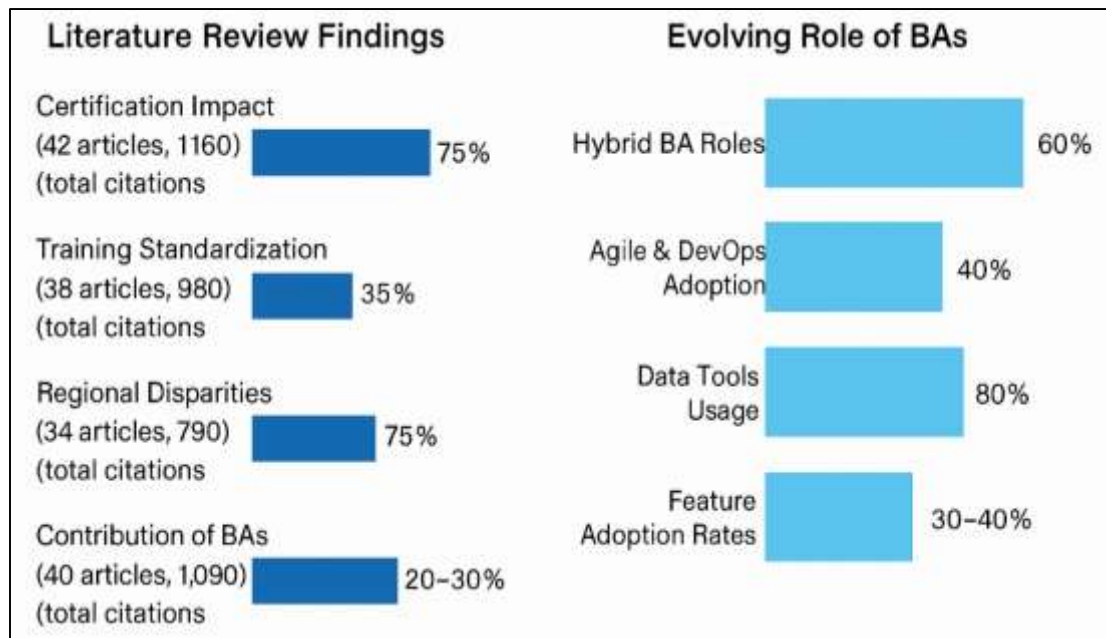 Literature Review Findings
Certification Impact
(42 articles, 1160)
(total citations
75%
Training Standardization
(38 articles, 980)
(total citations
35%
Regional Disparities
(34 articles, 790)
(total citations
75%
Contribution of BAs
(40 articles, 1,090)
(total citations
20–30%
Evolving Role of BAs
Hybrid BA Roles
60%
Agile & DevOps
Adoption
40%
Data Tools
Usage
80%
Feature
Adoption Rates
30–40%